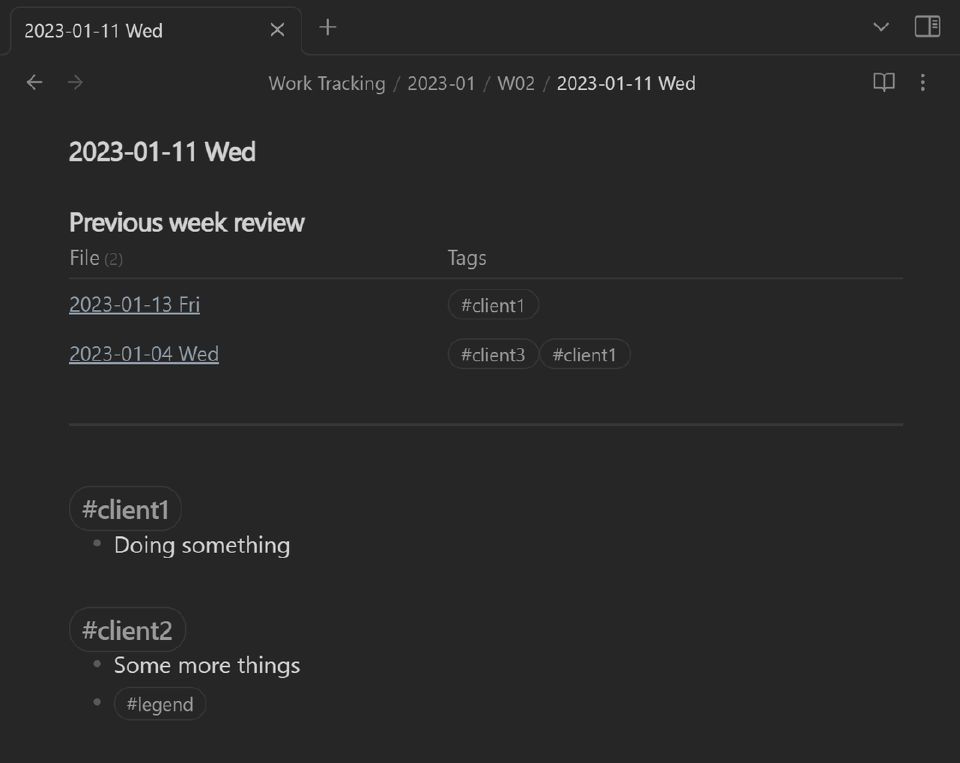 2023-01-11 Wed
Work Tracking / 2023-01 / W02 / 2023-01-11 Wed
2023-01-11 Wed
Previous week review
File (2) Tags
2023-01-13 Fri #client1
2023-01-04 Wed #client3 #client1
#client1
Doing something
#client2
Some more things
#legend